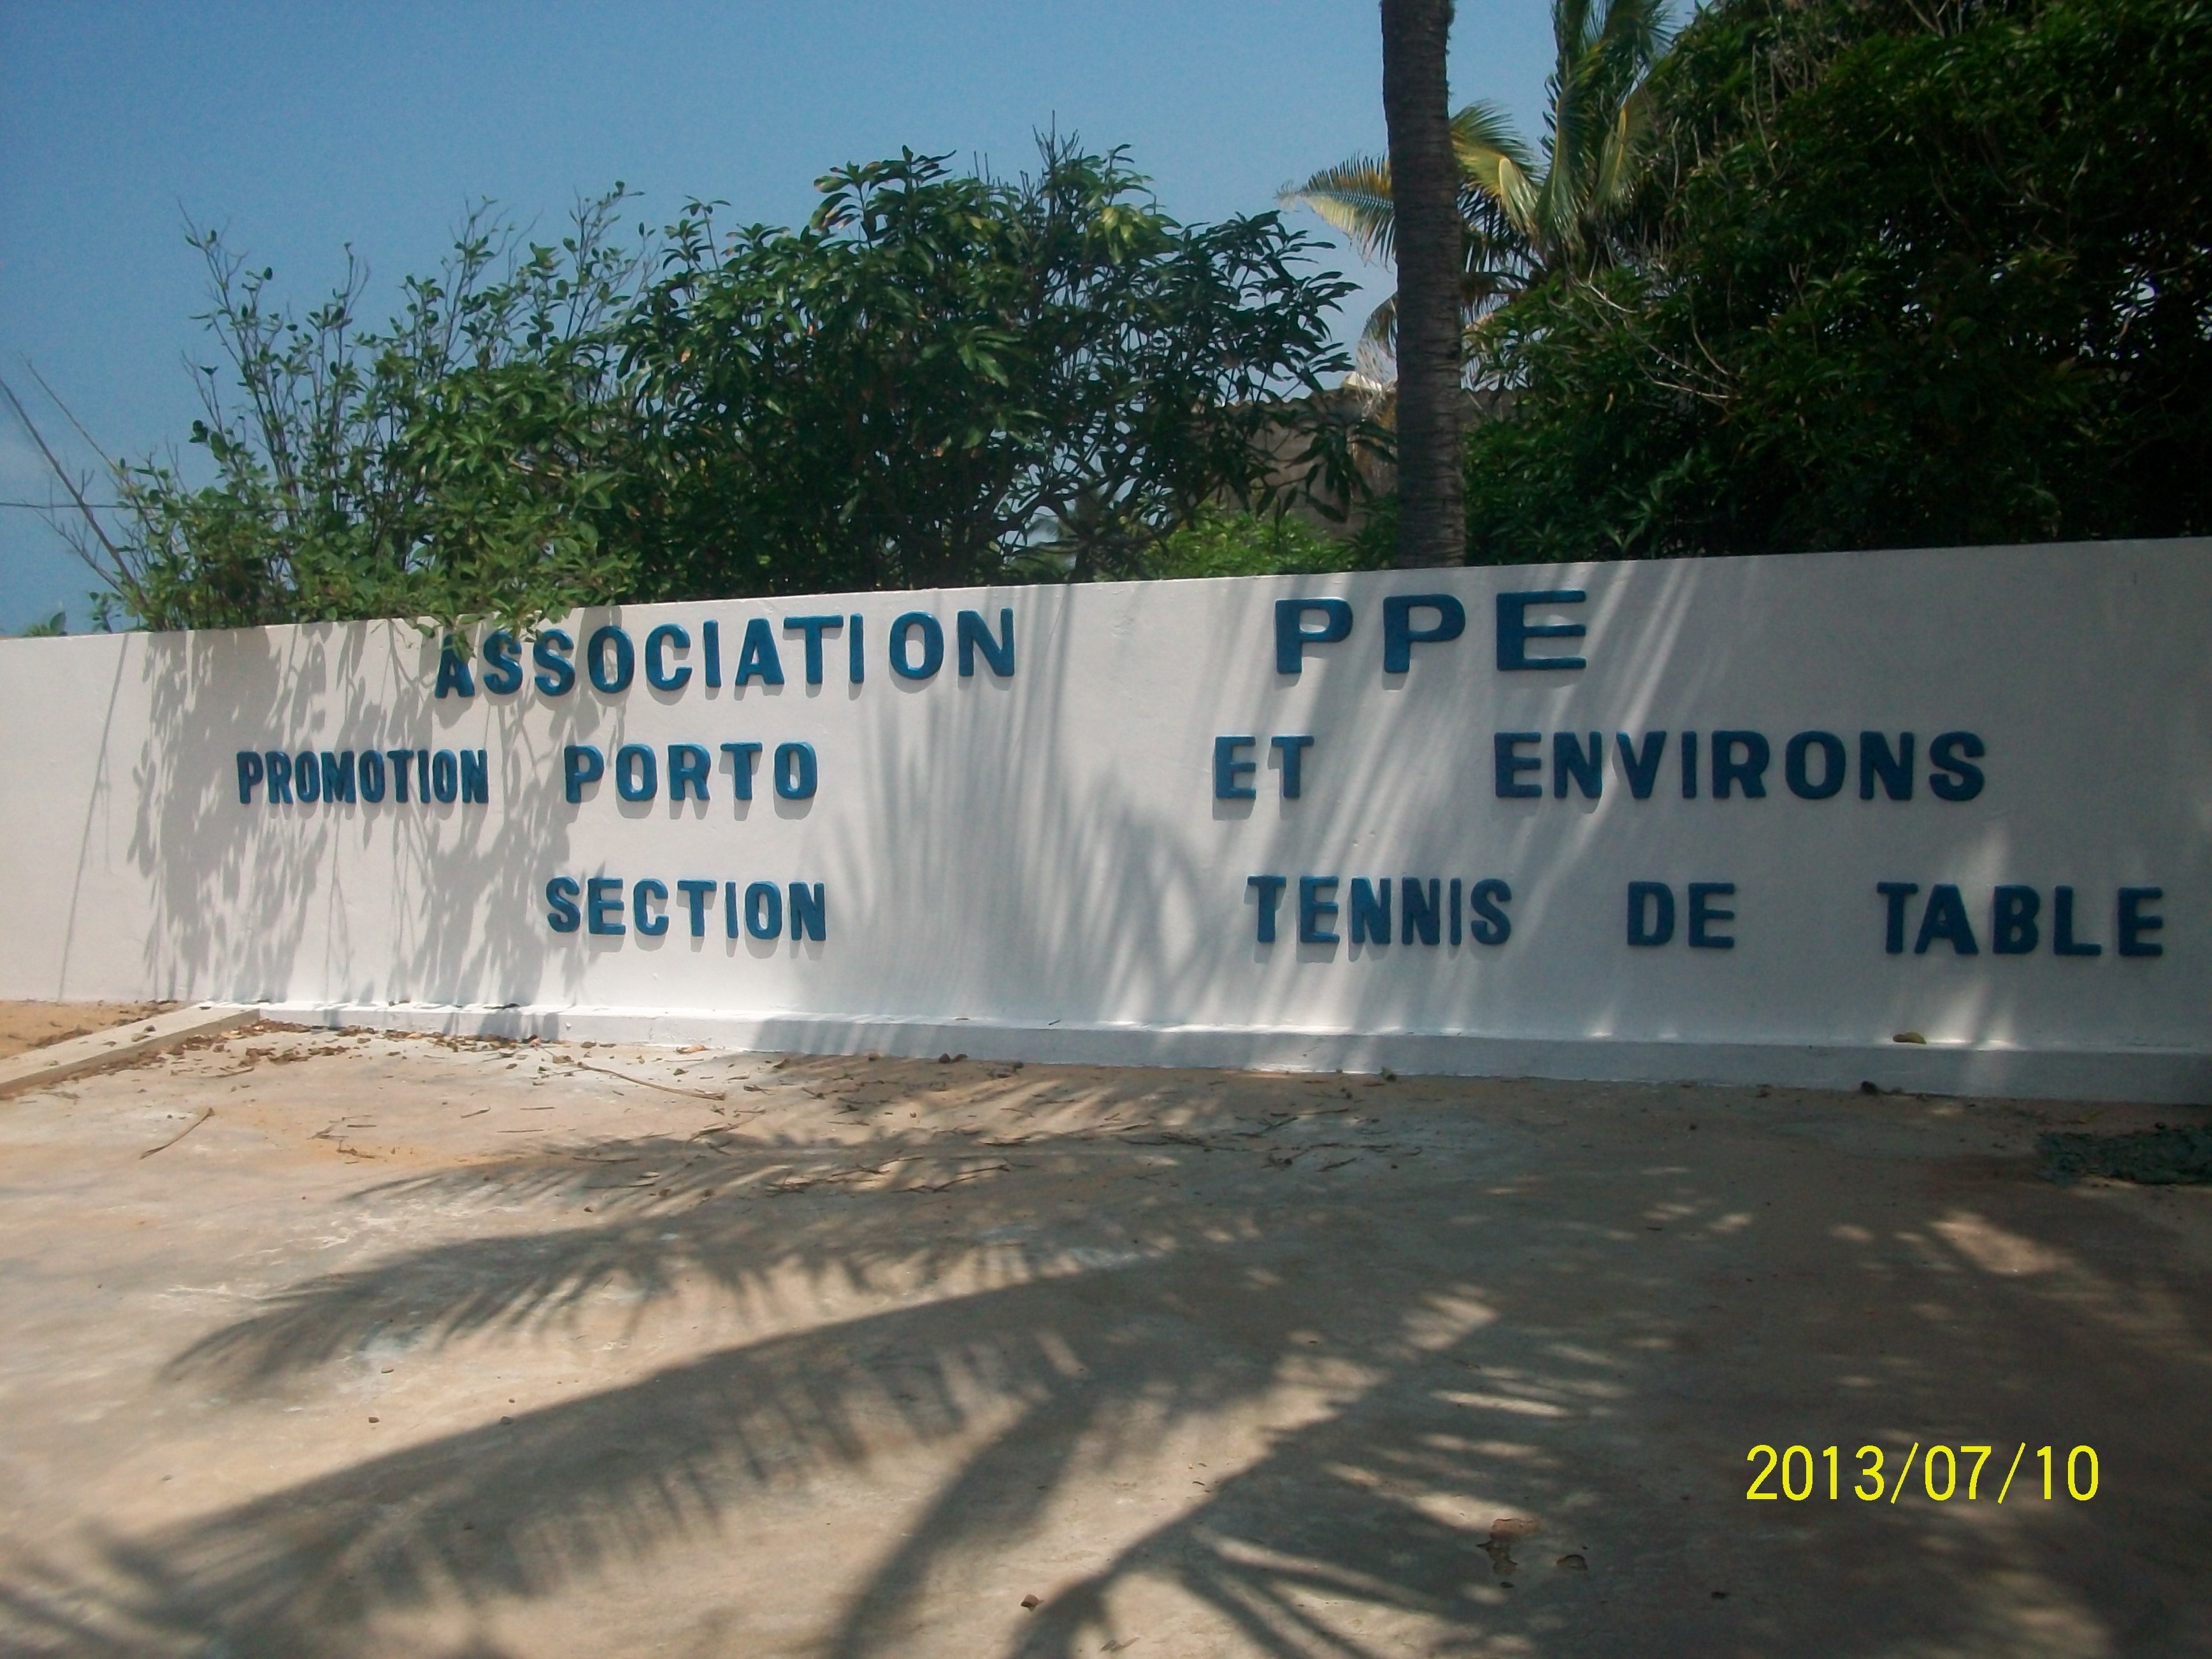 ASSOCIATION PPE
PROMOTION PORTO ET ENVIRONS
SECTION TENNIS DE TABLE
2013/07/10